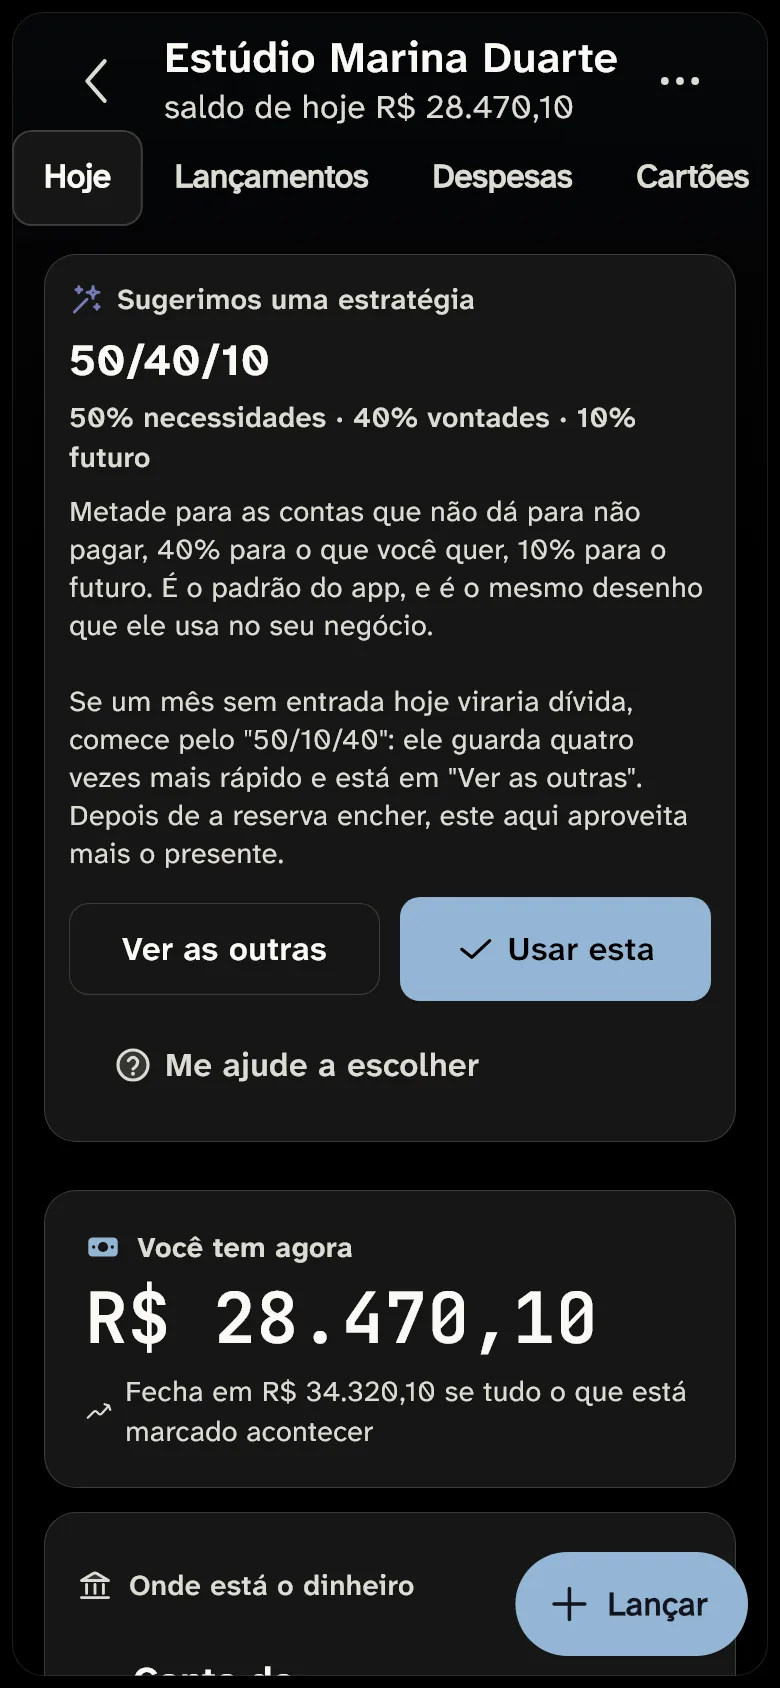 Estúdio Marina Duarte
saldo de hoje R$ 28.470,10
Hoje
Lançamentos
Despesas
Cartões
Sugerimos uma estratégia
50/40/10
50% necessidades · 40% vontades · 10%
futuro
Metade para as contas que não dá para não
pagar, 40% para o que você quer, 10% para o
futuro. É o padrão do app, e é o mesmo desenho
que ele usa no seu negócio.
Se um mês sem entrada hoje viraria dívida,
comece pelo "50/10/40": ele guarda quatro
vezes mais rápido e está em "Ver as outras".
Depois de a reserva encher, este aqui aproveita
mais o presente.
Ver as outras
Usar esta
Me ajude a escolher
Você tem agora
R$ 28.470,10
Fecha em R$ 34.320,10 se tudo o que está
marcado acontecer
Onde está o dinheiro
Lançar